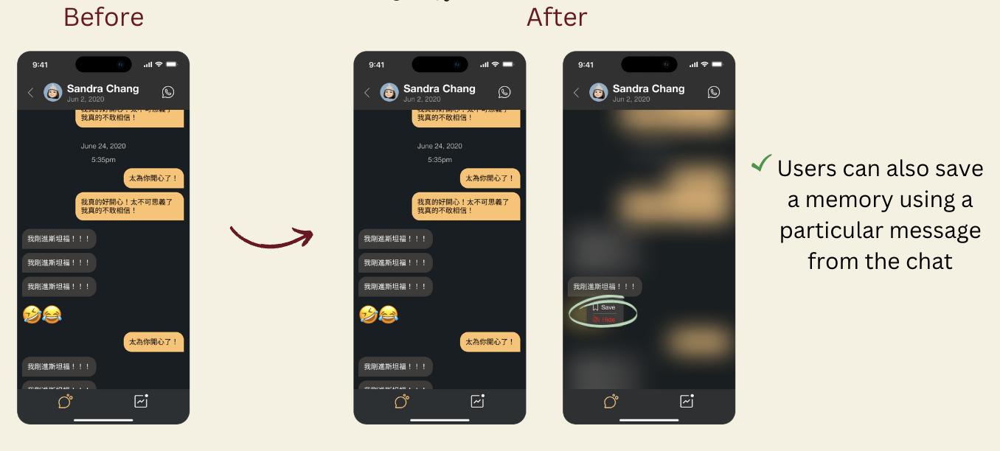 Before
After
9:41
Sandra Chang
Jun 2, 2020
我真的不敢相信！
June 24, 2020
5:35pm
太為你開心了！
我真的好開心！太不可思義了
我真的不敢相信！
我剛進斯坦福！！！
我剛進斯坦福！！！
我剛進斯坦福！！！
🤣😂
太為你開心了！
我剛進斯坦福！！！
9:41
Sandra Chang
Jun 2, 2020
我真的不敢相信！
June 24, 2020
5:35pm
太為你開心了！
我真的好開心！太不可思義了
我真的不敢相信！
我剛進斯坦福！！！
我剛進斯坦福！！！
我剛進斯坦福！！！
🤣😂
太為你開心了！
我剛進斯坦福！！！
9:41
Sandra Chang
Jun 2, 2020
我剛進斯坦福！！！
Save
Hide
Users can also save
a memory using a
particular message
from the chat